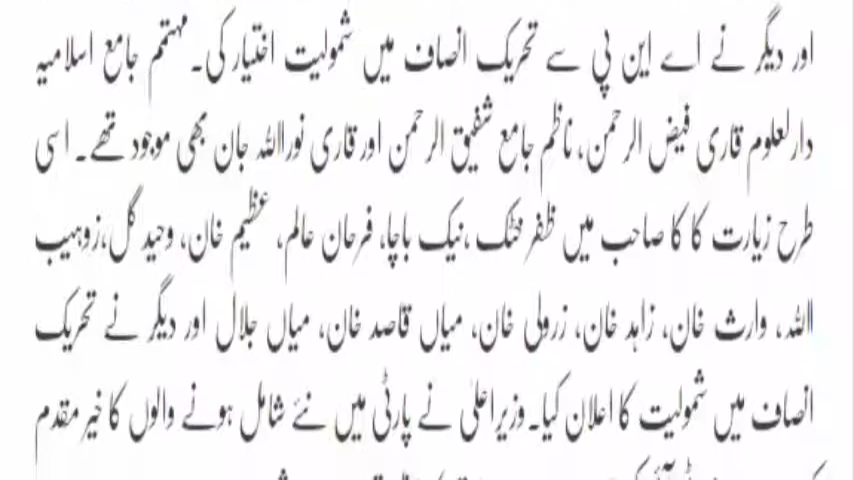 اور دیگر نے اے این پی سے تحریک انصاف میں شمولیت اختیار کی۔ مہتمم جامع اسلامیہ
دارلعلوم قاری فیض الرحمن، ناظم جامع شفیق الرحمن اور قاری نوراللہ جان بھی موجود تھے۔ اسی
طرح زیارت کا کا صاحب میں ظفر خٹک ،نیک باچا، فرحان عالم، عظیم خان، وحید گل،زوہیب
اللہ، وارث خان، زاہد خان، زرولی خان، میاں قاصد خان، میاں جلال اور دیگر نے تحریک
انصاف میں شمولیت کا اعلان کیا۔ وزیراعلیٰ نے پارٹی میں نئے شامل ہونے والوں کا خیر مقدم